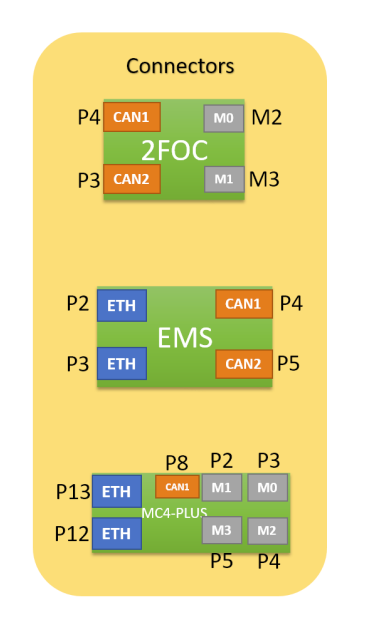 Connectors
P4 CAN1 M0 M2
2FOC
P3 CAN2 M1 M3
P2 ETH CAN1 P4
EMS
P3 ETH CAN2 P5
P8 P2 P3
P13 ETH CAN1 M1 M0
MC4-PLUS
P12 ETH M3 M2
P5 P4